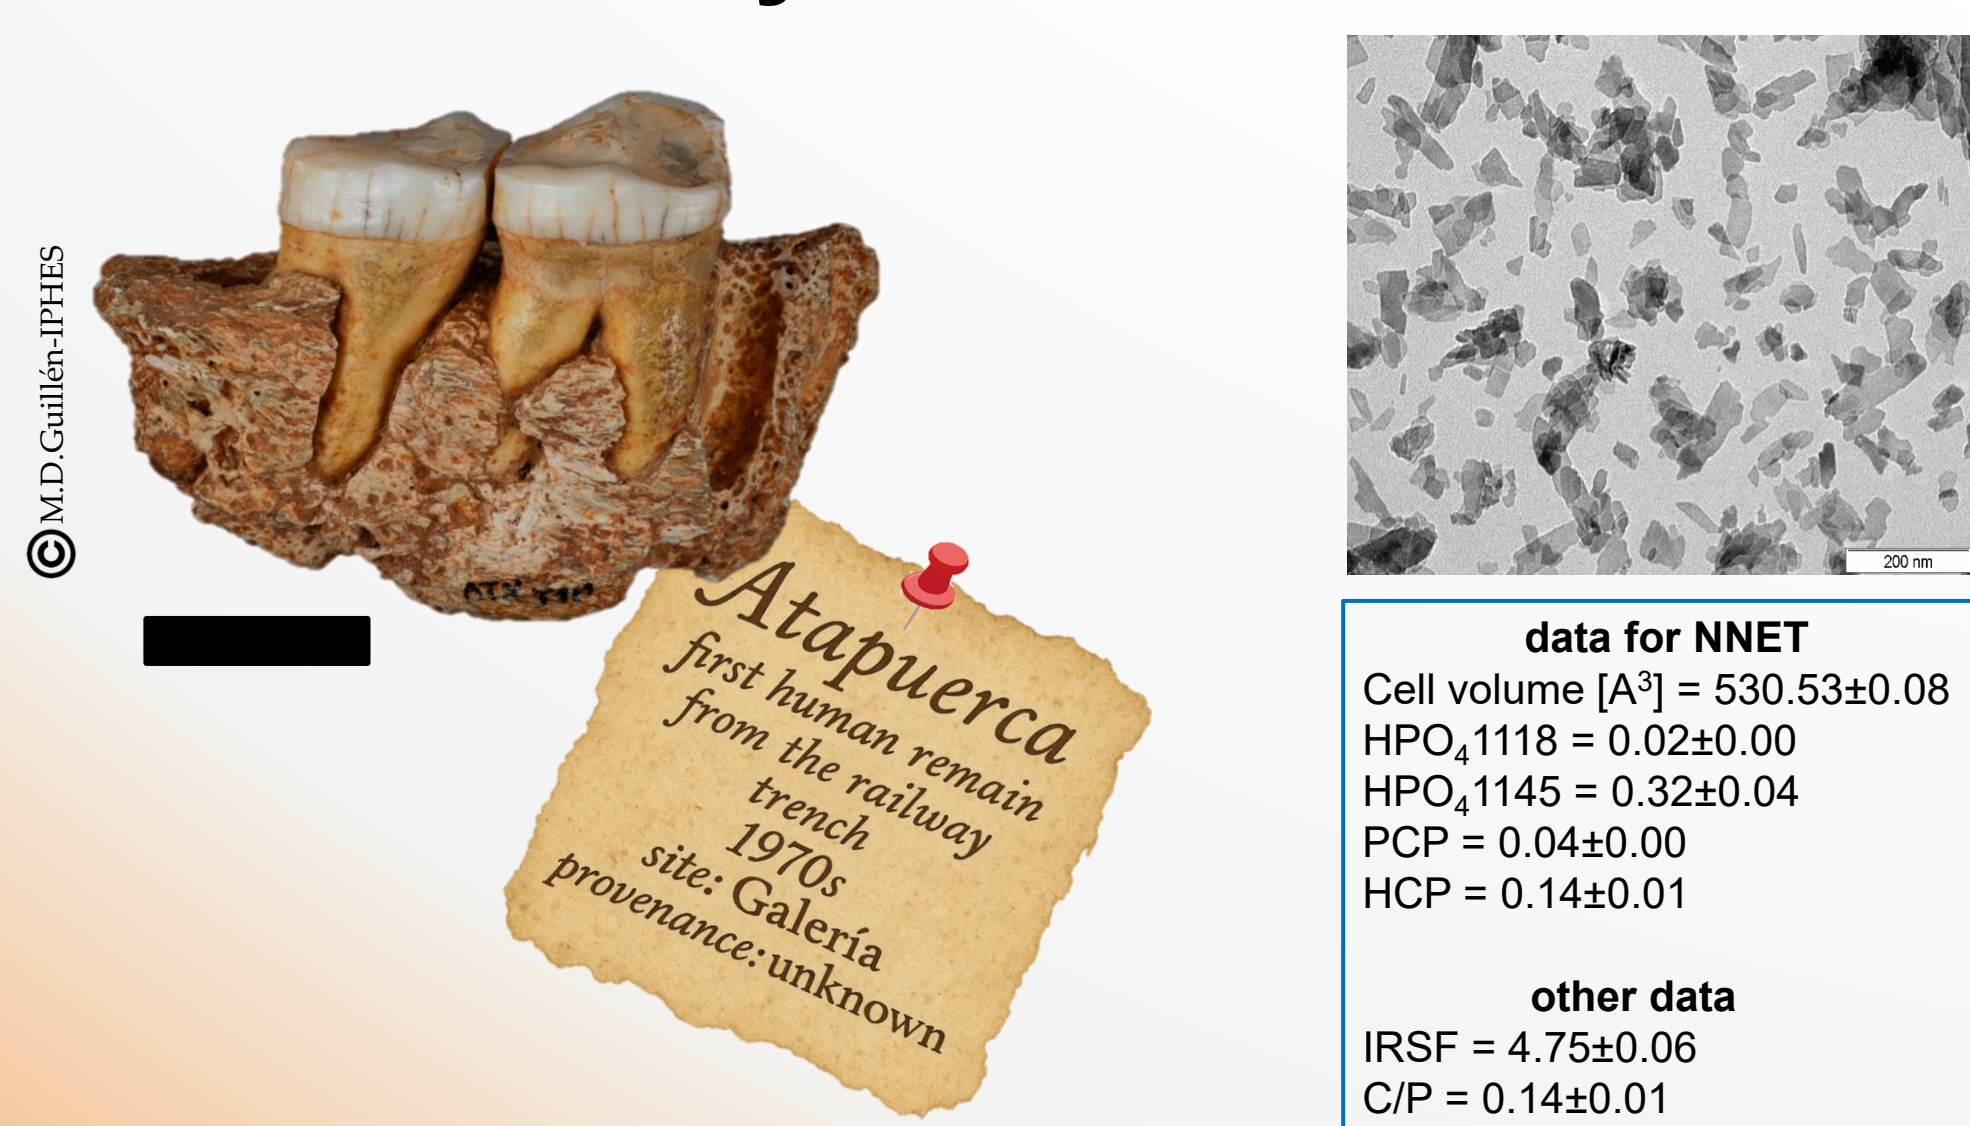 ©M.D.Guillén-IPHES
Atapuerca
first human remain
from the railway
trench
1970s
site: Galería
provenance: unknown
200 nm
data for NNET
Cell volume [A³] = 530.53±0.08
HPO₄1118 = 0.02±0.00
HPO₄1145 = 0.32±0.04
PCP = 0.04±0.00
HCP = 0.14±0.01
other data
IRSF = 4.75±0.06
C/P = 0.14±0.01